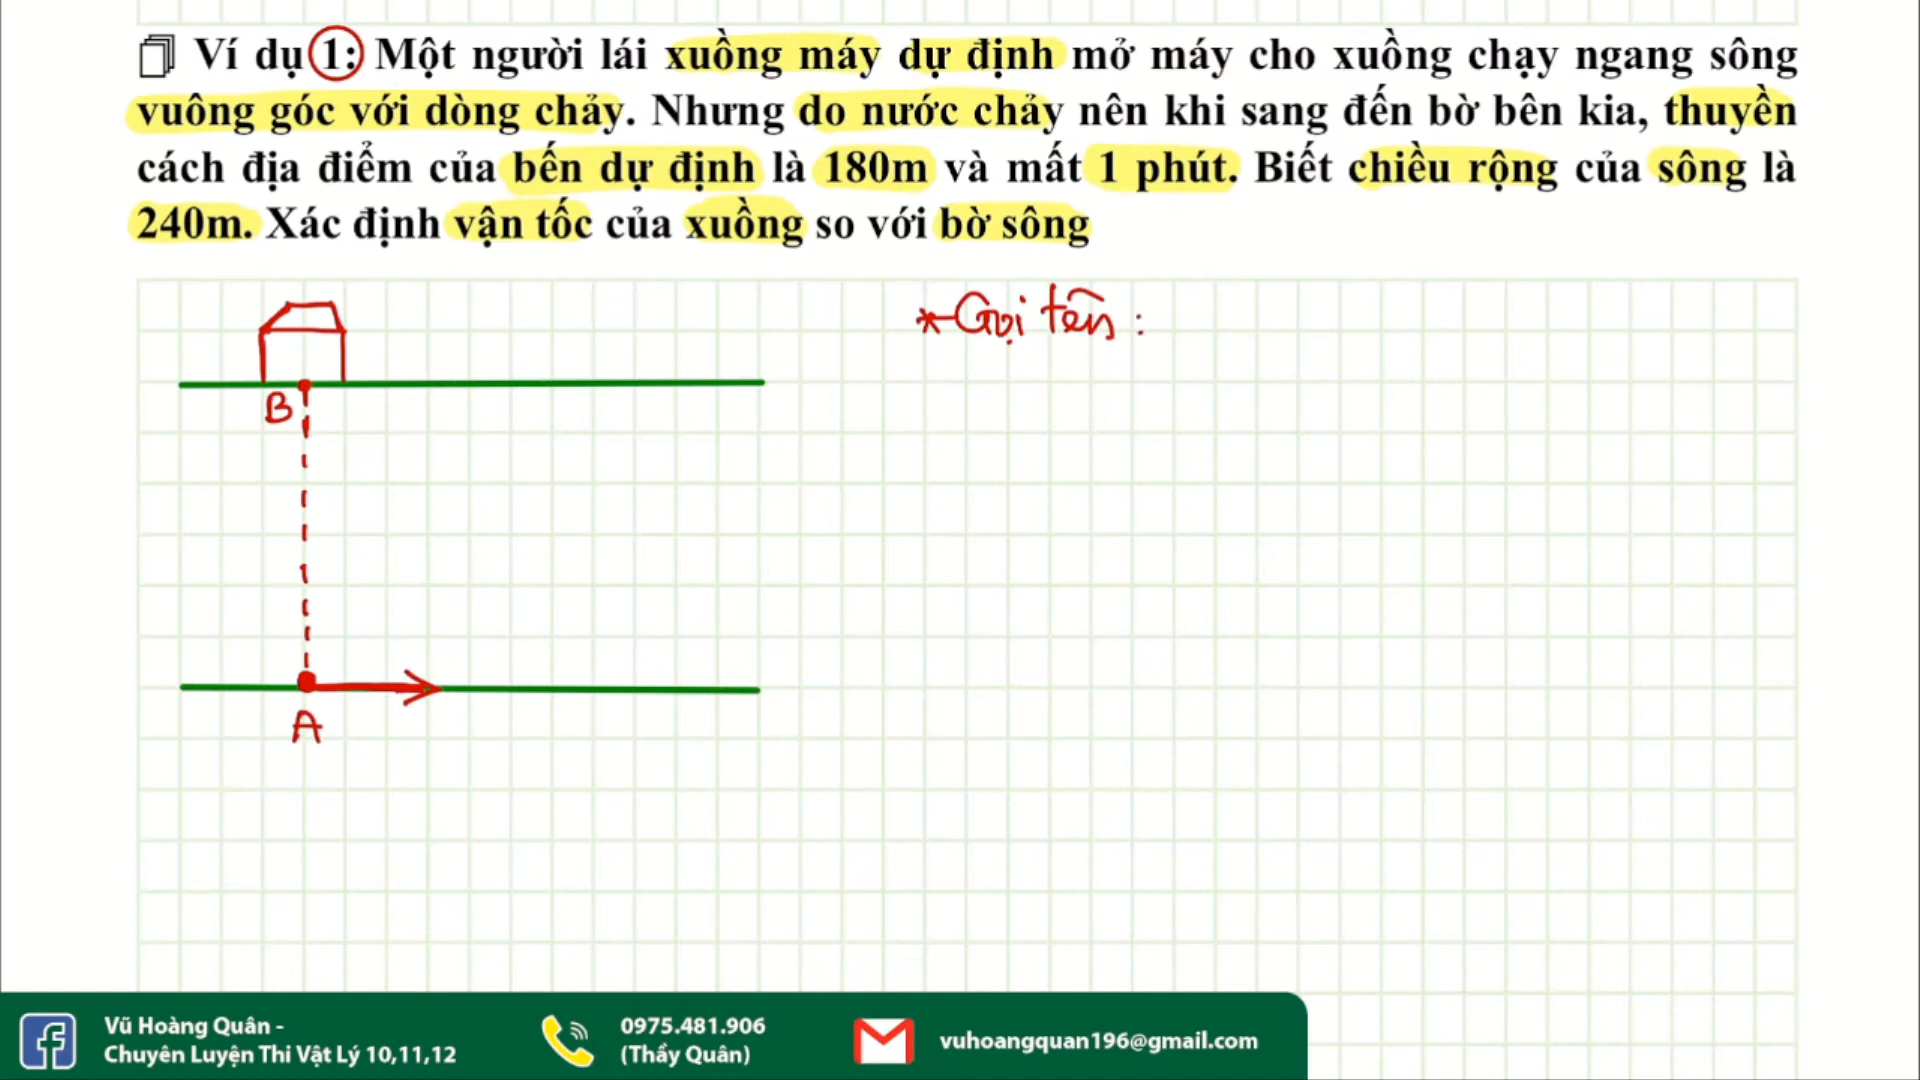 Ví dụ 1: Một người lái xuồng máy dự định mở máy cho xuồng chạy ngang sông
vuông góc với dòng chảy. Nhưng do nước chảy nên khi sang đến bờ bên kia, thuyền
cách địa điểm của bến dự định là 180m và mất 1 phút. Biết chiều rộng của sông là
240m. Xác định vận tốc của xuồng so với bờ sông
*Gọi tên :
B
A
Vũ Hoàng Quân -
Chuyên Luyện Thi Vật Lý 10,11,12
0975.481.906
(Thầy Quân)
vuhoangquan196@gmail.com